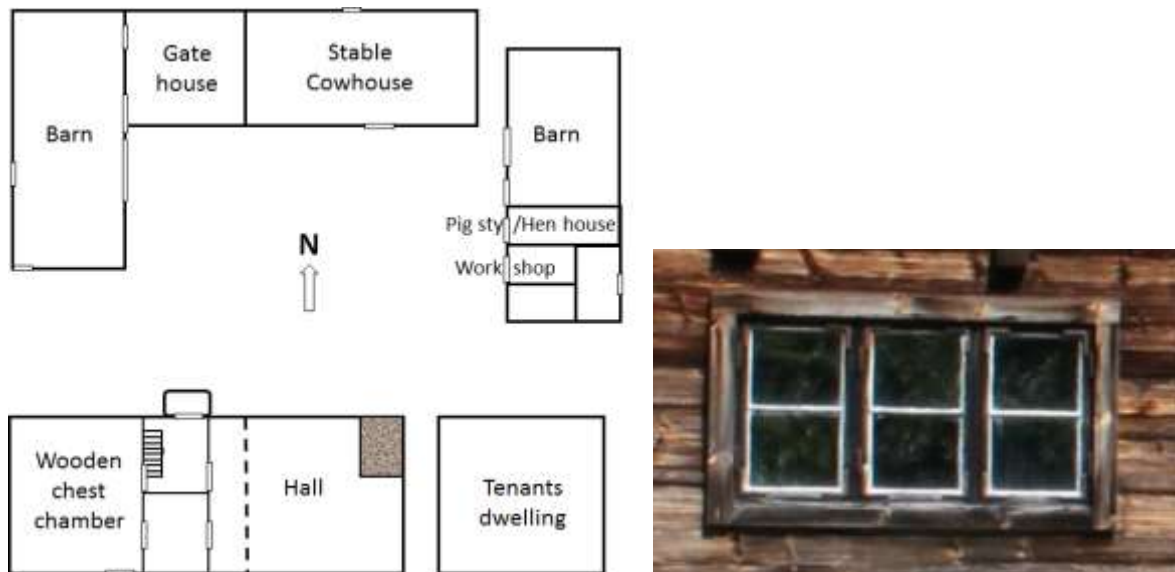 Gate
house
Stable
Cowhouse
Barn
Barn
Pig sty /Hen house
Work shop
N
Wooden
chest
chamber
Hall
Tenants
dwelling